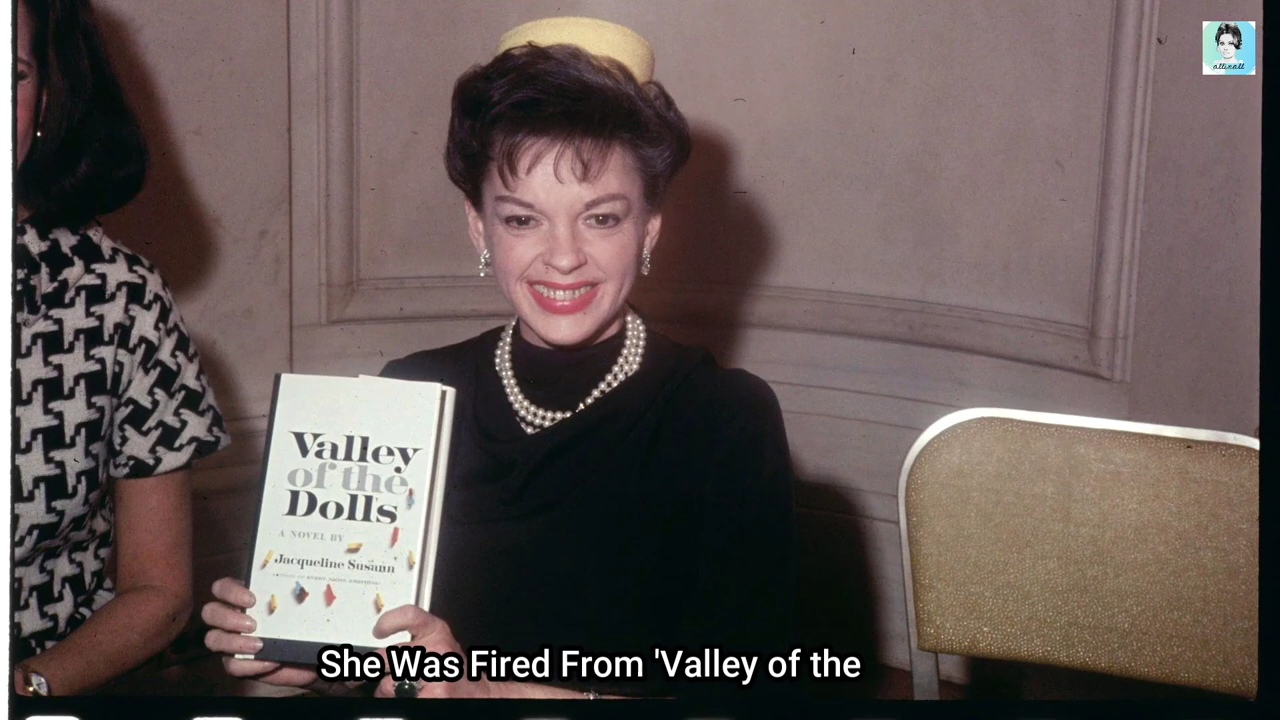 Valley
of the
Dolls
A NOVEL BY
Jacqueline Susann
She Was Fired From 'Valley of the